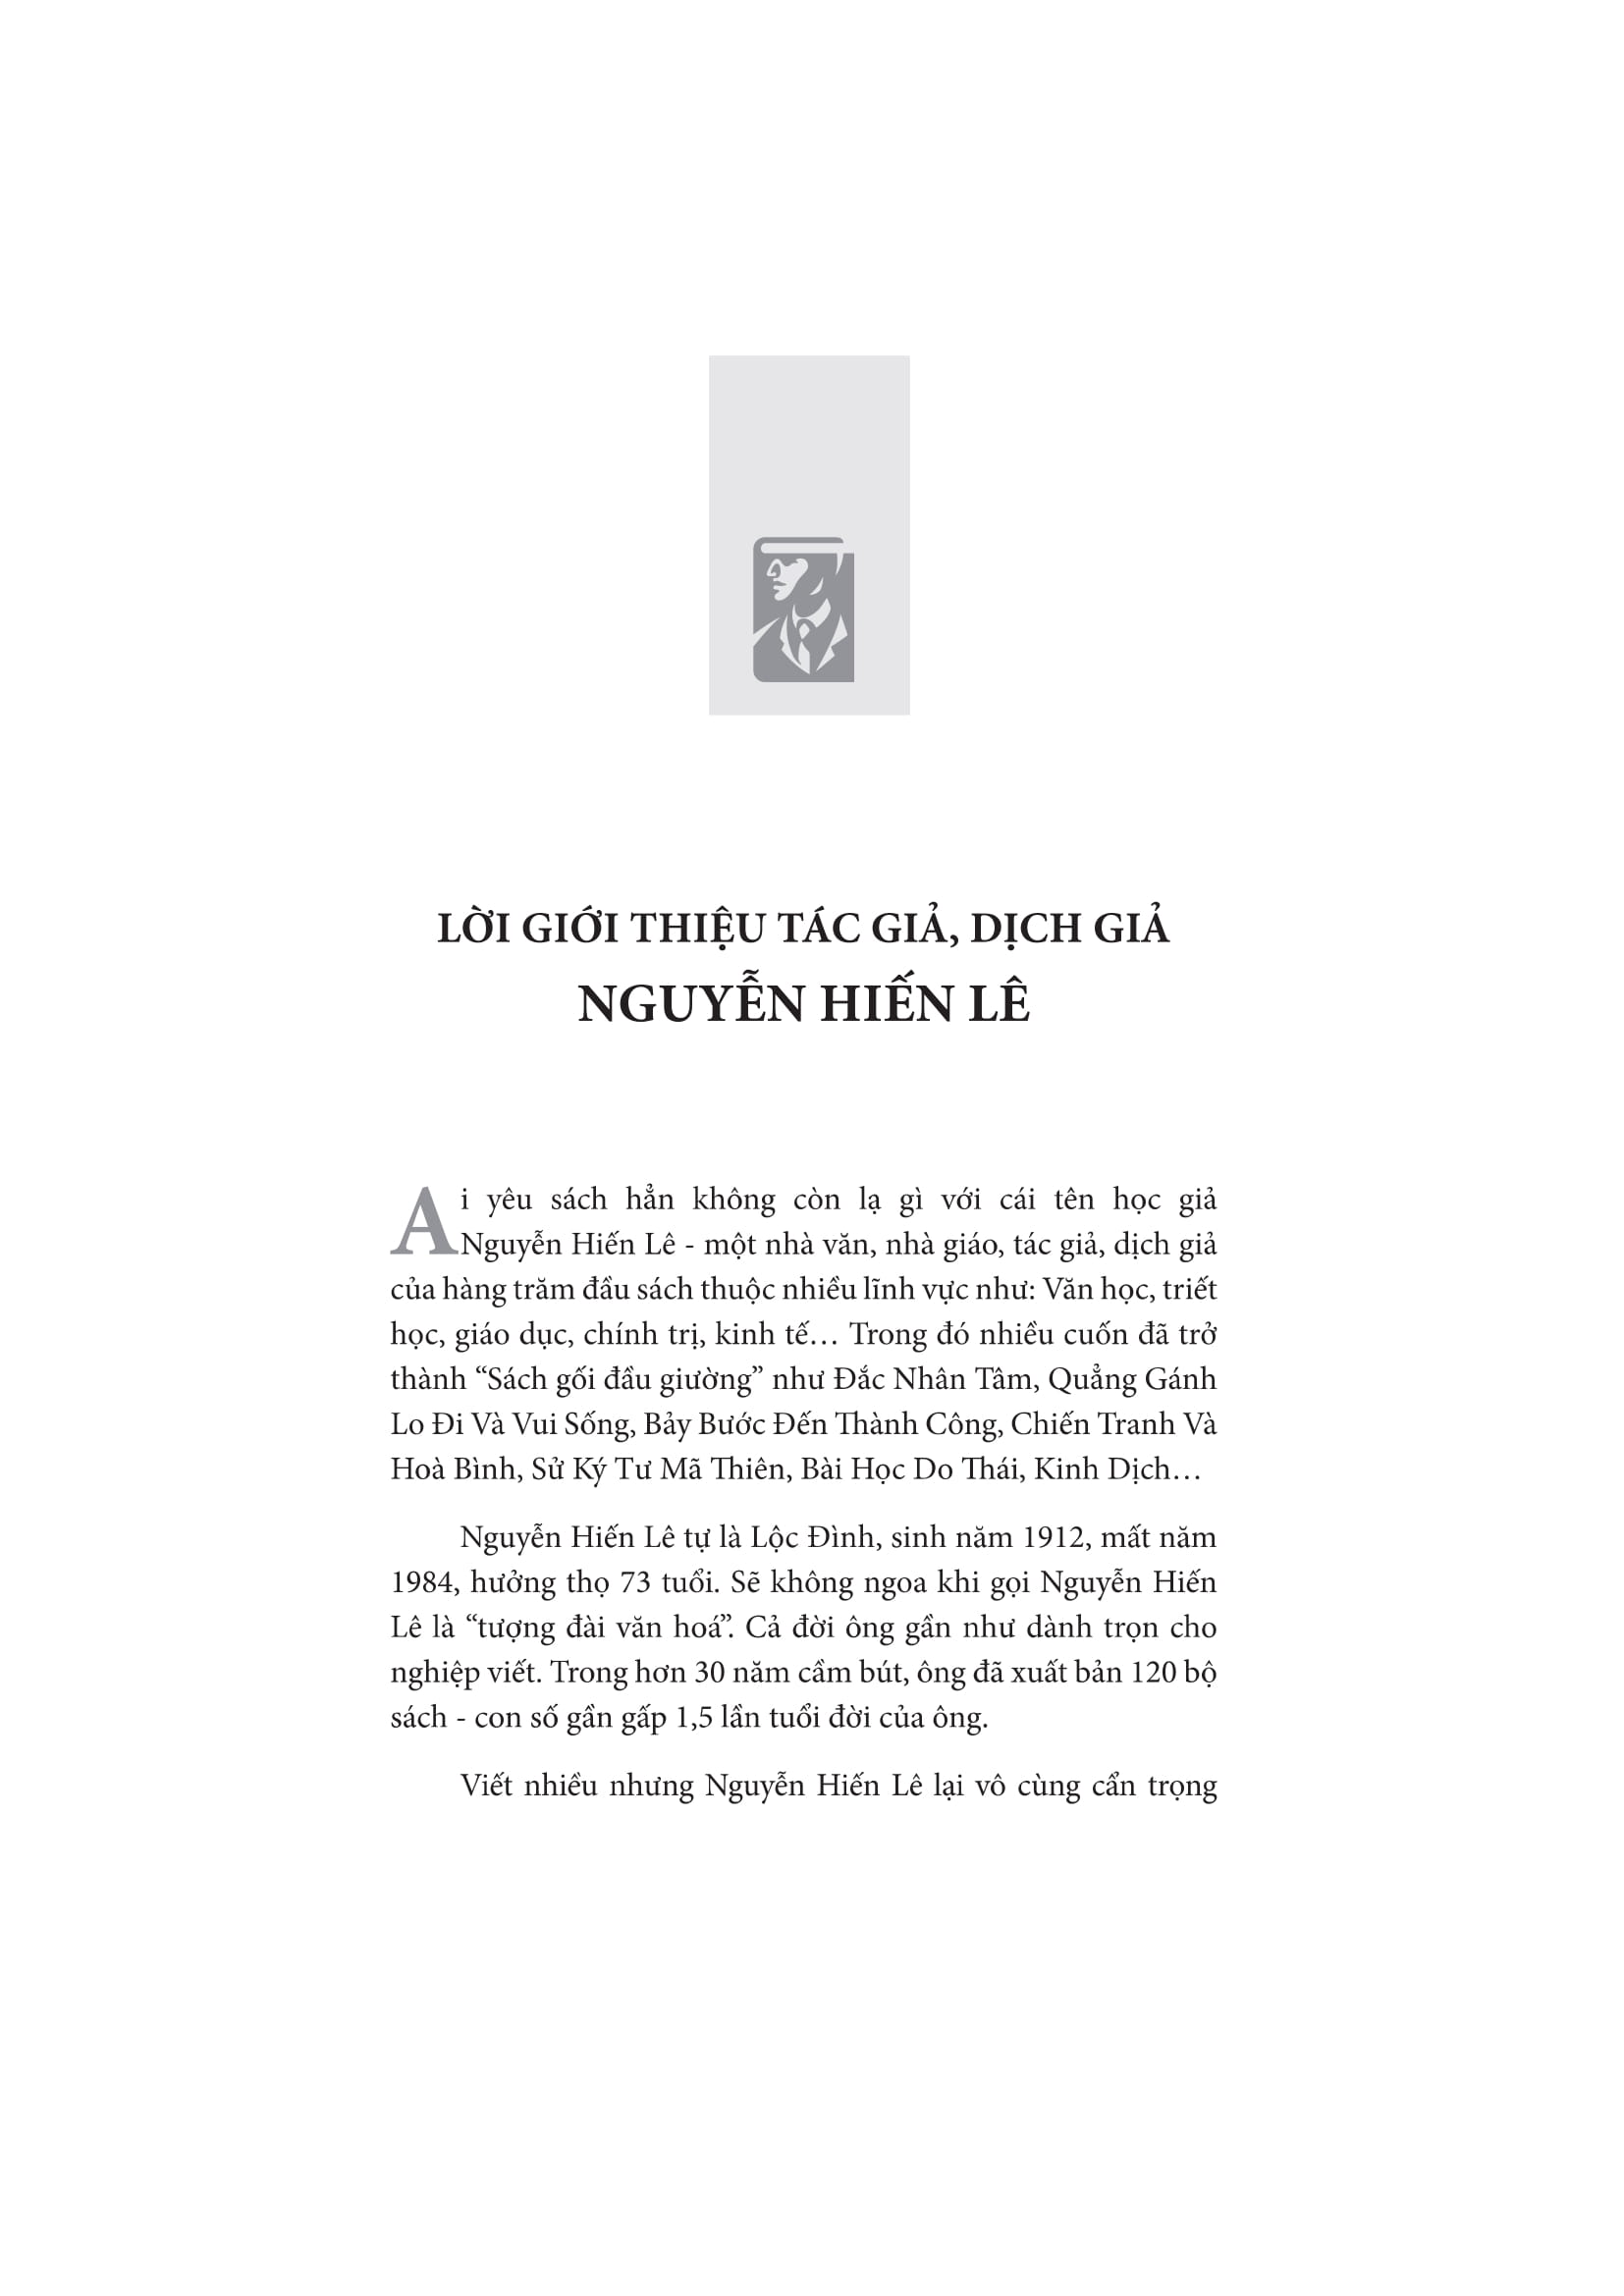 LỜI GIỚI THIỆU TÁC GIẢ, DỊCH GIẢ
NGUYỄN HIẾN LÊ
Ai yêu sách hẳn không còn lạ gì với cái tên học giả
Nguyễn Hiến Lê - một nhà văn, nhà giáo, tác giả, dịch giả
của hàng trăm đầu sách thuộc nhiều lĩnh vực như: Văn học, triết
học, giáo dục, chính trị, kinh tế… Trong đó nhiều cuốn đã trở
thành “Sách gối đầu giường” như Đắc Nhân Tâm, Quẳng Gánh
Lo Đi Và Vui Sống, Bảy Bước Đến Thành Công, Chiến Tranh Và
Hoà Bình, Sử Ký Tư Mã Thiên, Bài Học Do Thái, Kinh Dịch…
Nguyễn Hiến Lê tự là Lộc Đình, sinh năm 1912, mất năm
1984, hưởng thọ 73 tuổi. Sẽ không ngoa khi gọi Nguyễn Hiến
Lê là “tượng đài văn hoá”. Cả đời ông gần như dành trọn cho
nghiệp viết. Trong hơn 30 năm cầm bút, ông đã xuất bản 120 bộ
sách - con số gần gấp 1,5 lần tuổi đời của ông.
Viết nhiều nhưng Nguyễn Hiến Lê lại vô cùng cẩn trọng